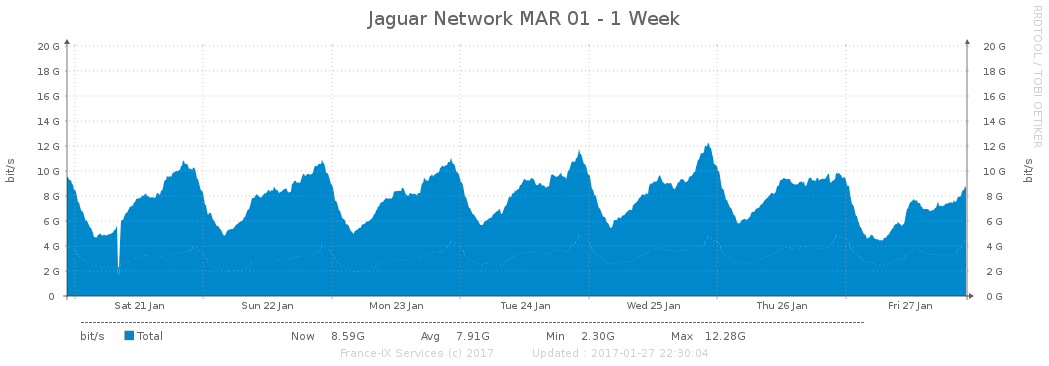 Jaguar Network MAR 01 - 1 Week
RRDTOOL / TOBI OETIKER
bit/s
bit/s
20 G 20 G
18 G 18 G
16 G 16 G
14 G 14 G
12 G 12 G
10 G 10 G
8 G 8 G
6 G 6 G
4 G 4 G
2 G 2 G
0 0 G
Sat 21 Jan Sun 22 Jan Mon 23 Jan Tue 24 Jan Wed 25 Jan Thu 26 Jan Fri 27 Jan
bit/s Total Now 8.59G Avg 7.91G Min 2.30G Max 12.28G
France-IX Services (c) 2017 Updated : 2017-01-27 22:30:04